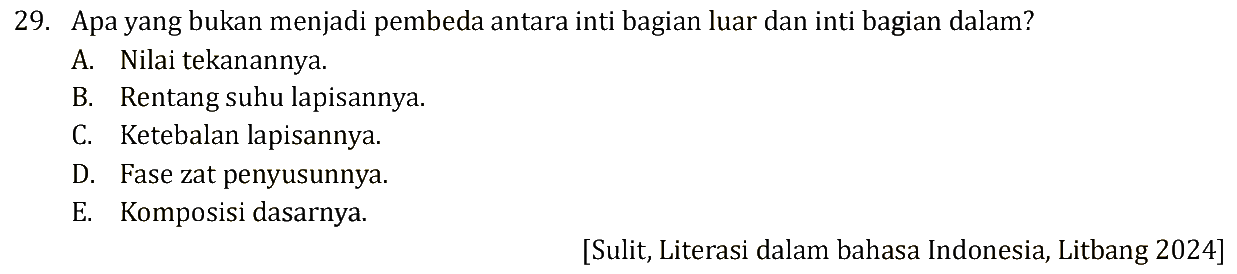 29. Apa yang bukan menjadi pembeda antara inti bagian luar dan inti bagian dalam?
A. Nilai tekanannya.
B. Rentang suhu lapisannya.
C. Ketebalan lapisannya.
D. Fase zat penyusunnya.
E. Komposisi dasarnya.
[Sulit, Literasi dalam bahasa Indonesia, Litbang 2024]